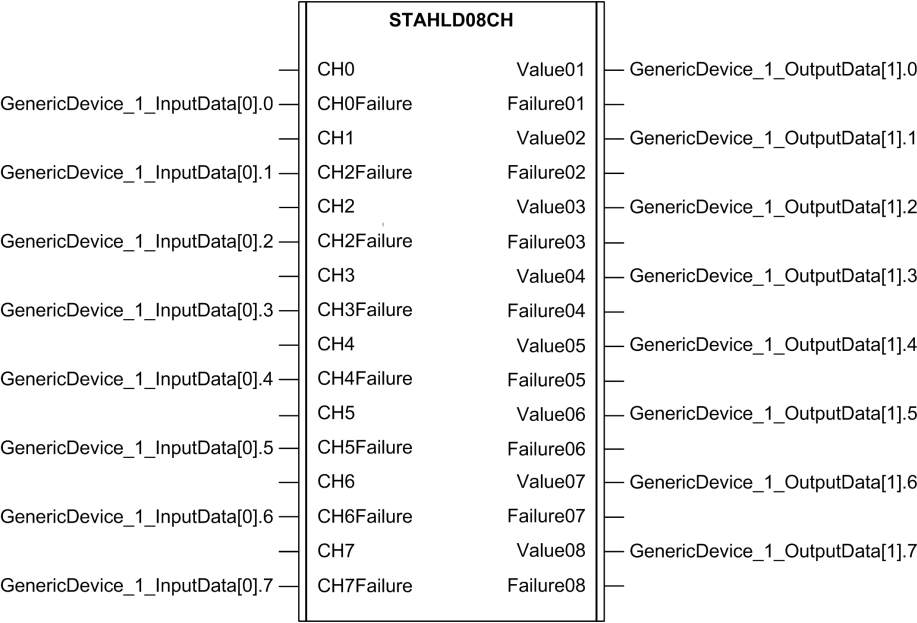 STAHLD08CH
CH0 Value01 GenericDevice_1_OutputData[1].0
GenericDevice_1_InputData[0].0 CH0Failure Failure01
CH1 Value02 GenericDevice_1_OutputData[1].1
GenericDevice_1_InputData[0].1 CH2Failure Failure02
CH2 Value03 GenericDevice_1_OutputData[1].2
GenericDevice_1_InputData[0].2 CH2Failure Failure03
CH3 Value04 GenericDevice_1_OutputData[1].3
GenericDevice_1_InputData[0].3 CH3Failure Failure04
CH4 Value05 GenericDevice_1_OutputData[1].4
GenericDevice_1_InputData[0].4 CH4Failure Failure05
CH5 Value06 GenericDevice_1_OutputData[1].5
GenericDevice_1_InputData[0].5 CH5Failure Failure06
CH6 Value07 GenericDevice_1_OutputData[1].6
GenericDevice_1_InputData[0].6 CH6Failure Failure07
CH7 Value08 GenericDevice_1_OutputData[1].7
GenericDevice_1_InputData[0].7 CH7Failure Failure08